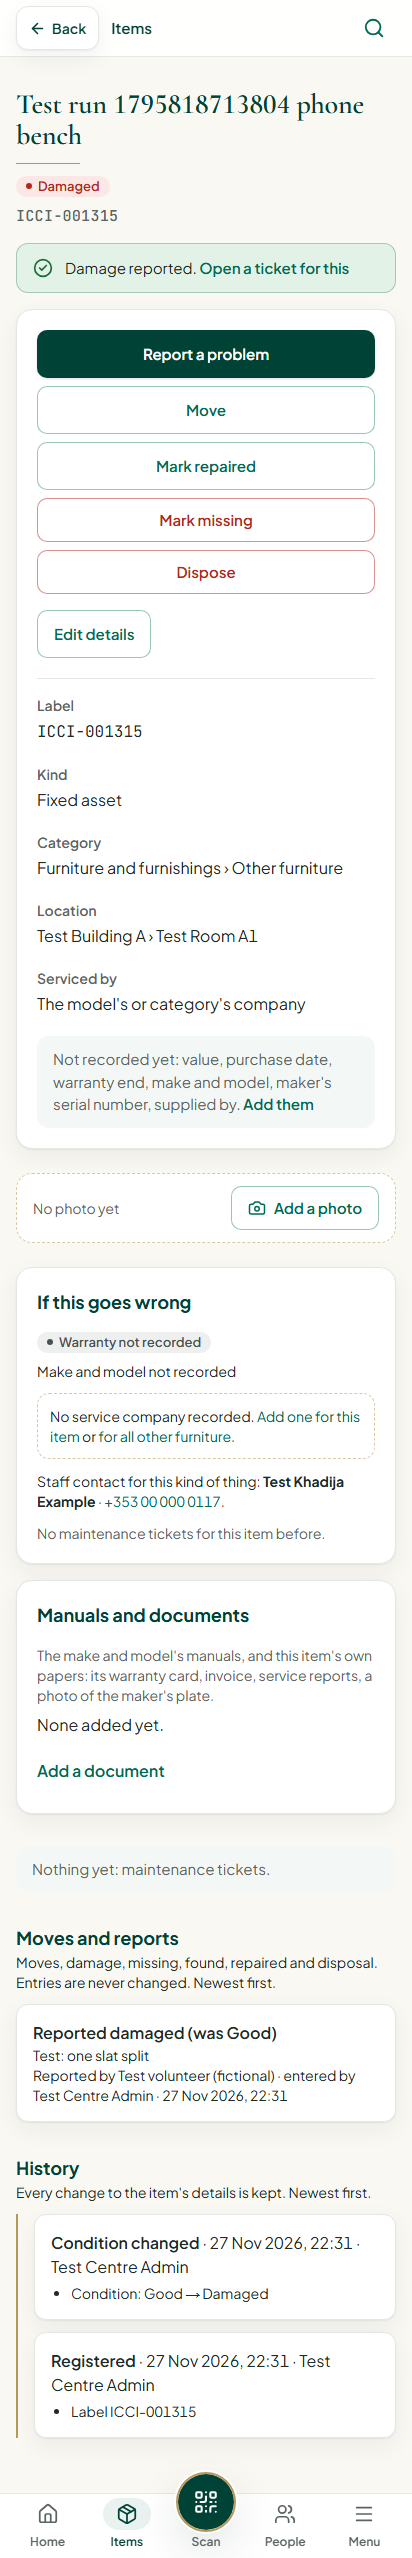 Back Items
Test run 1795818713804 phone
bench
Damaged
ICCI-001315
Damage reported. Open a ticket for this
Report a problem
Move
Mark repaired
Mark missing
Dispose
Edit details
Label
ICCI-001315
Kind
Fixed asset
Category
Furniture and furnishings › Other furniture
Location
Test Building A › Test Room A1
Serviced by
The model's or category's company
Not recorded yet: value, purchase date,
warranty end, make and model, maker's
serial number, supplied by. Add them
No photo yet
Add a photo
If this goes wrong
Warranty not recorded
Make and model not recorded
No service company recorded. Add one for this
item or for all other furniture.
Staff contact for this kind of thing: Test Khadija
Example · +353 00 000 0117.
No maintenance tickets for this item before.
Manuals and documents
The make and model's manuals, and this item's own
papers: its warranty card, invoice, service reports, a
photo of the maker's plate.
None added yet.
Add a document
Nothing yet: maintenance tickets.
Moves and reports
Moves, damage, missing, found, repaired and disposal.
Entries are never changed. Newest first.
Reported damaged (was Good)
Test: one slat split
Reported by Test volunteer (fictional) · entered by
Test Centre Admin · 27 Nov 2026, 22:31
History
Every change to the item's details is kept. Newest first.
Condition changed · 27 Nov 2026, 22:31 ·
Test Centre Admin
• Condition: Good → Damaged
Registered · 27 Nov 2026, 22:31 · Test
Centre Admin
• Label ICCI-001315
Home Items Scan People Menu